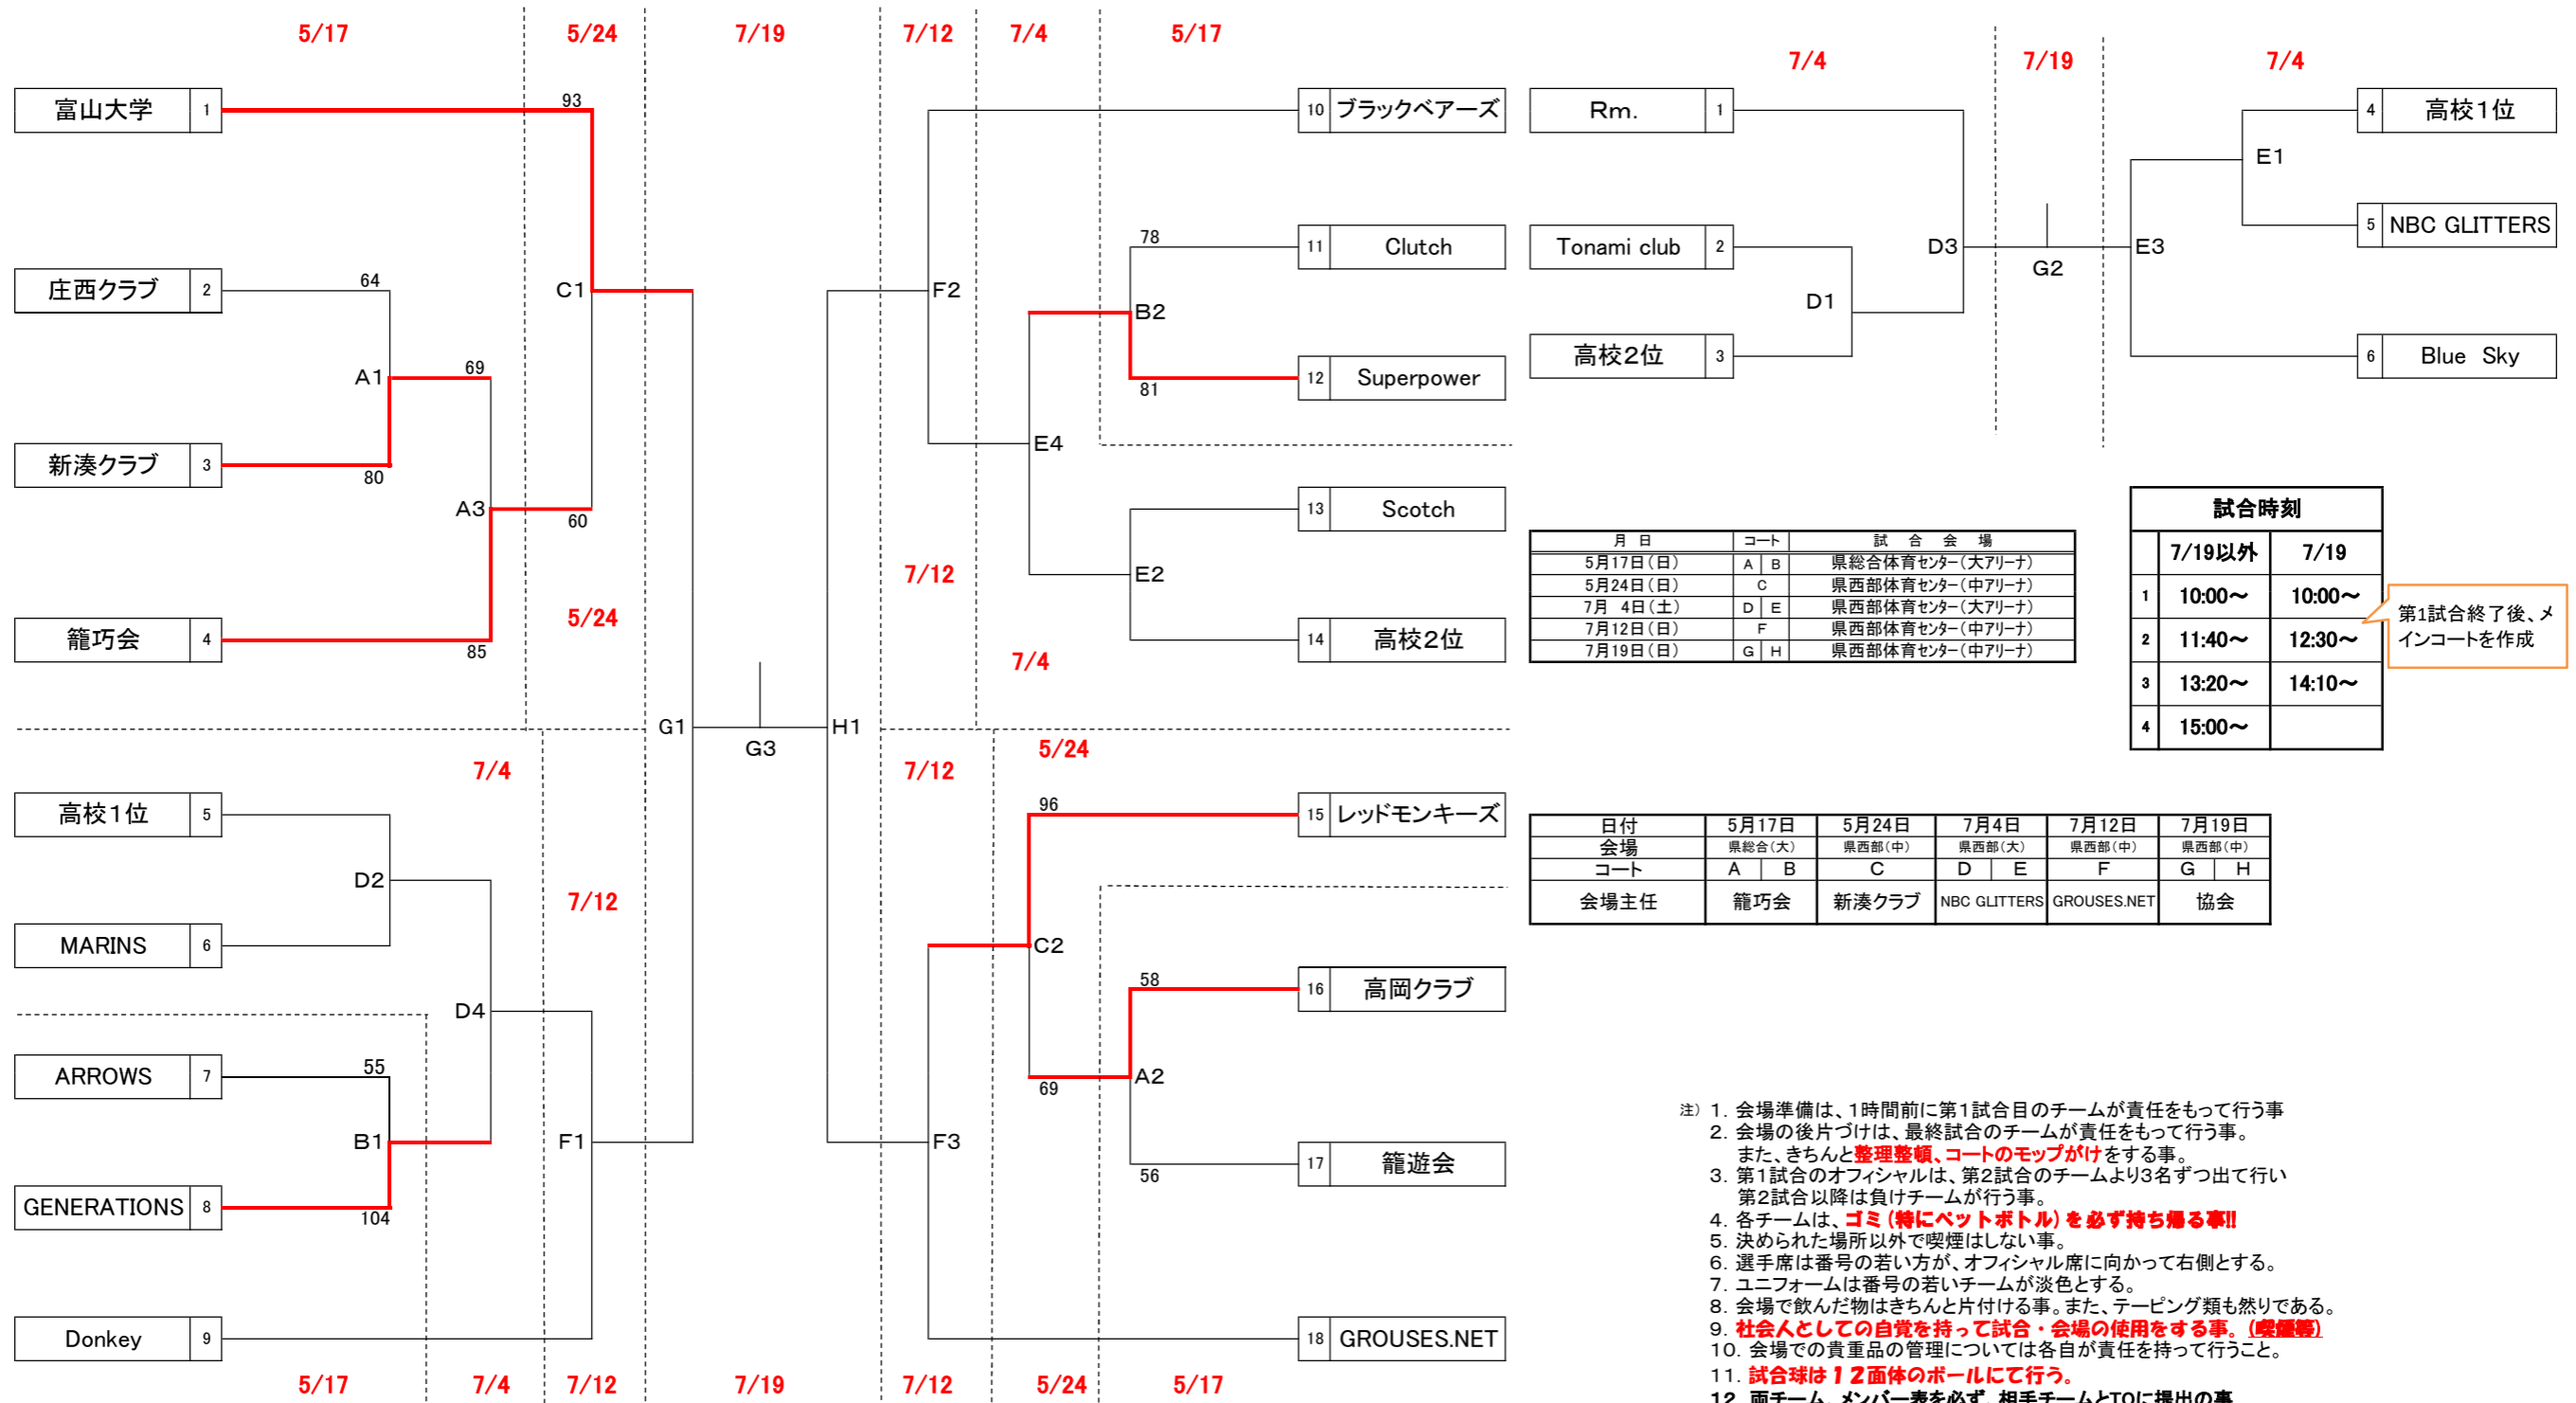 5/17 5/24 7/19 7/12 7/4 5/17
7/4 7/19 7/4
富山大学 1 93
10 ブラックベアーズ
Rm. 1
4 高校1位
E1
78
11 Clutch
Tonami club 2
D3
G2
E3
5 NBC GLITTERS
庄西クラブ 2 64
C1
F2
B2
D1
A1
69
12 Superpower
81
高校2位 3
6 Blue Sky
新湊クラブ 3
80
E4
A3
60
13 Scotch
7/12
E2
5/24
籠巧会 4
85
7/4
14 高校2位
月 日 コート 試 合 会 場
5月17日(日) A B 県総合体育センター(大アリーナ)
5月24日(日) C 県西部体育センター(中アリーナ)
7月 4日(土) D E 県西部体育センター(大アリーナ)
7月12日(日) F 県西部体育センター(中アリーナ)
7月19日(日) G H 県西部体育センター(中アリーナ)
試合時刻
7/19以外 7/19
1 10:00～ 10:00～
2 11:40～ 12:30～
3 13:20～ 14:10～
4 15:00～
第1試合終了後、メ
インコートを作成
G1 G3 H1
7/4
7/12
5/24
高校1位 5
96
15 レッドモンキーズ
D2
7/12
MARINS 6
C2
58
16 高岡クラブ
D4
ARROWS 7 55
69
A2
B1
F1
F3
17 籠遊会
56
GENERATIONS 8
104
Donkey 9
18 GROUSES.NET
5/17 7/4 7/12 7/19 7/12 5/24 5/17
日付 5月17日 5月24日 7月4日 7月12日 7月19日
会場 県総合(大) 県西部(中) 県西部(大) 県西部(中) 県西部(中)
コート A B C D E F G H
会場主任 籠巧会 新湊クラブ NBC GLITTERS GROUSES.NET 協会
注) 1. 会場準備は、1時間前に第1試合目のチームが責任をもって行う事
2. 会場の後片づけは、最終試合のチームが責任をもって行う事。
また、きちんと整理整頓、コートのモップがけをする事。
3. 第1試合のオフィシャルは、第2試合のチームより3名ずつ出て行い
第2試合以降は負けチームが行う事。
4. 各チームは、ゴミ(特にペットボトル)を必ず持ち帰る事!!
5. 決められた場所以外で喫煙はしない事。
6. 選手席は番号の若い方が、オフィシャル席に向かって右側とする。
7. ユニフォームは番号の若いチームが淡色とする。
8. 会場で飲んだ物はきちんと片付ける事。また、テーピング類も然りである。
9. 社会人としての自覚を持って試合・会場の使用をする事。(喫煙等)
10. 会場での貴重品の管理については各自が責任を持って行うこと。
11. 試合球は12面体のボールにて行う。
12. 両チーム、メンバー表を必ず、相手チームとTOに提出の事